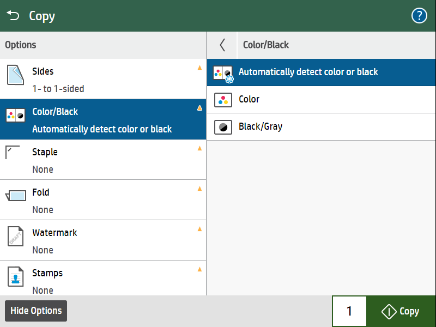 Copy
?
Options
Sides
1- to 1-sided
Color/Black
Automatically detect color or black
Staple
None
Fold
None
Watermark
None
Stamps
None
Color/Black
Automatically detect color or black
Color
Black/Gray
Hide Options
1
Copy